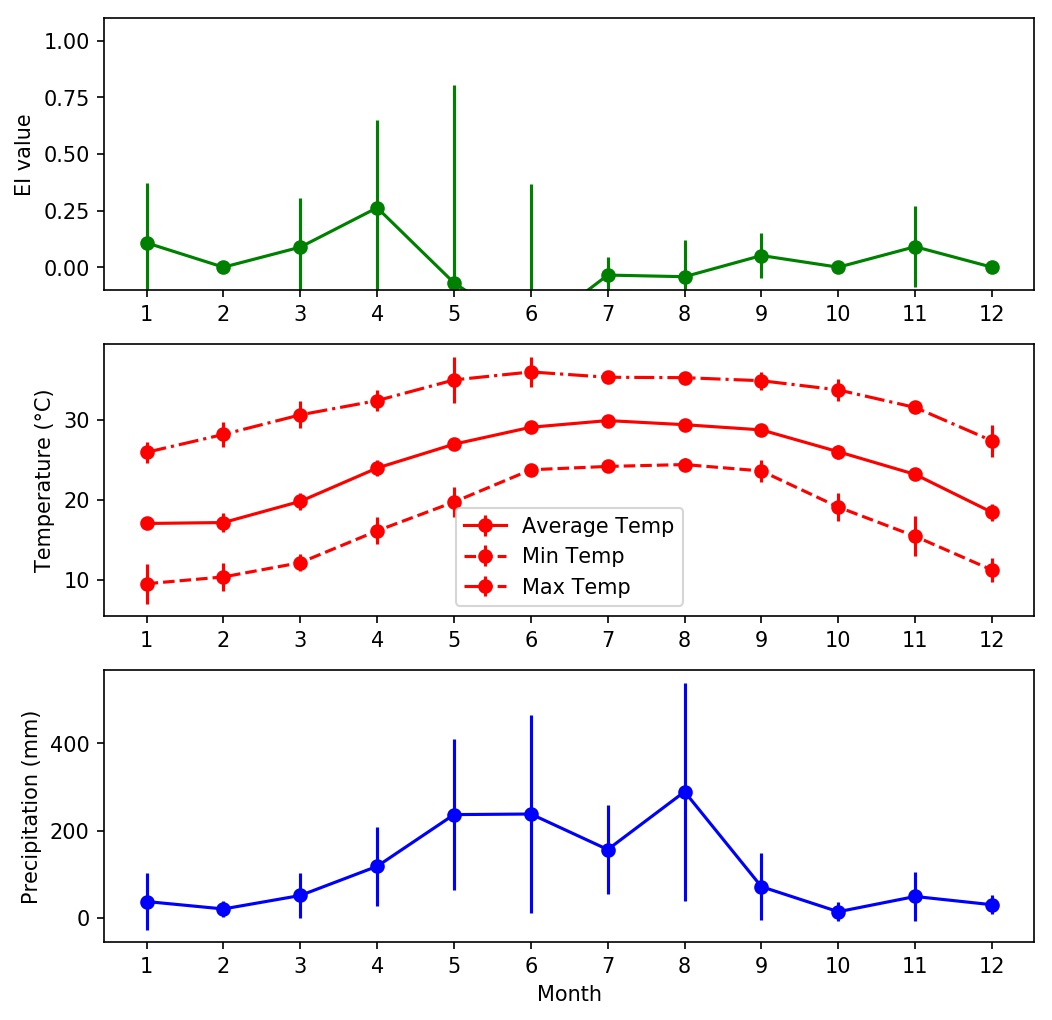 EI value
1.00
0.75
0.50
0.25
0.00
1 2 3 4 5 6 7 8 9 10 11 12
Temperature (°C)
30
20
10
Average Temp
Min Temp
Max Temp
1 2 3 4 5 6 7 8 9 10 11 12
Precipitation (mm)
400
200
0
1 2 3 4 5 6 7 8 9 10 11 12
Month